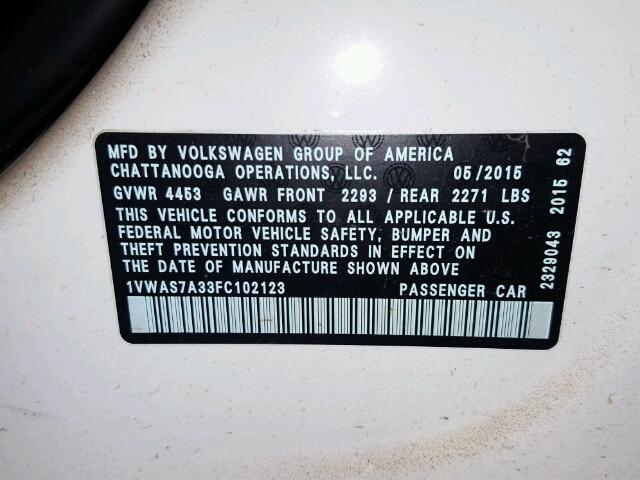 MFD BY VOLKSWAGEN GROUP OF AMERICA
CHATTANOOGA OPERATIONS, LLC. 05/2015
GVWR 4453 GAWR FRONT 2293 / REAR 2271 LBS
THIS VEHICLE CONFORMS TO ALL APPLICABLE U.S.
FEDERAL MOTOR VEHICLE SAFETY, BUMPER AND
THEFT PREVENTION STANDARDS IN EFFECT ON
THE DATE OF MANUFACTURE SHOWN ABOVE
1VWAS7A33FC102123 PASSENGER CAR
2329043 2015 62